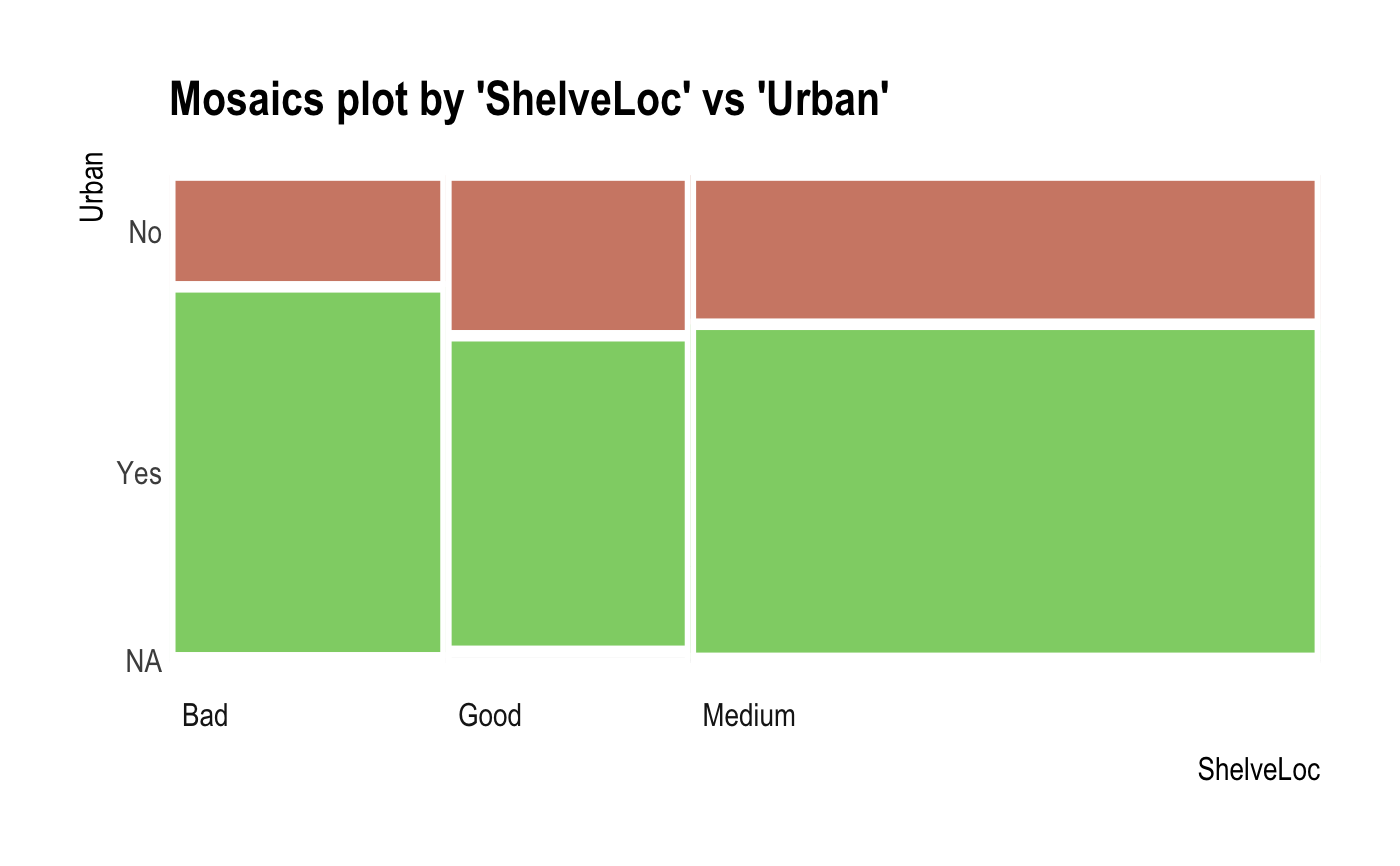 Mosaics plot by 'ShelveLoc' vs 'Urban'
Urban
No
Yes
NA
Bad Good Medium
ShelveLoc